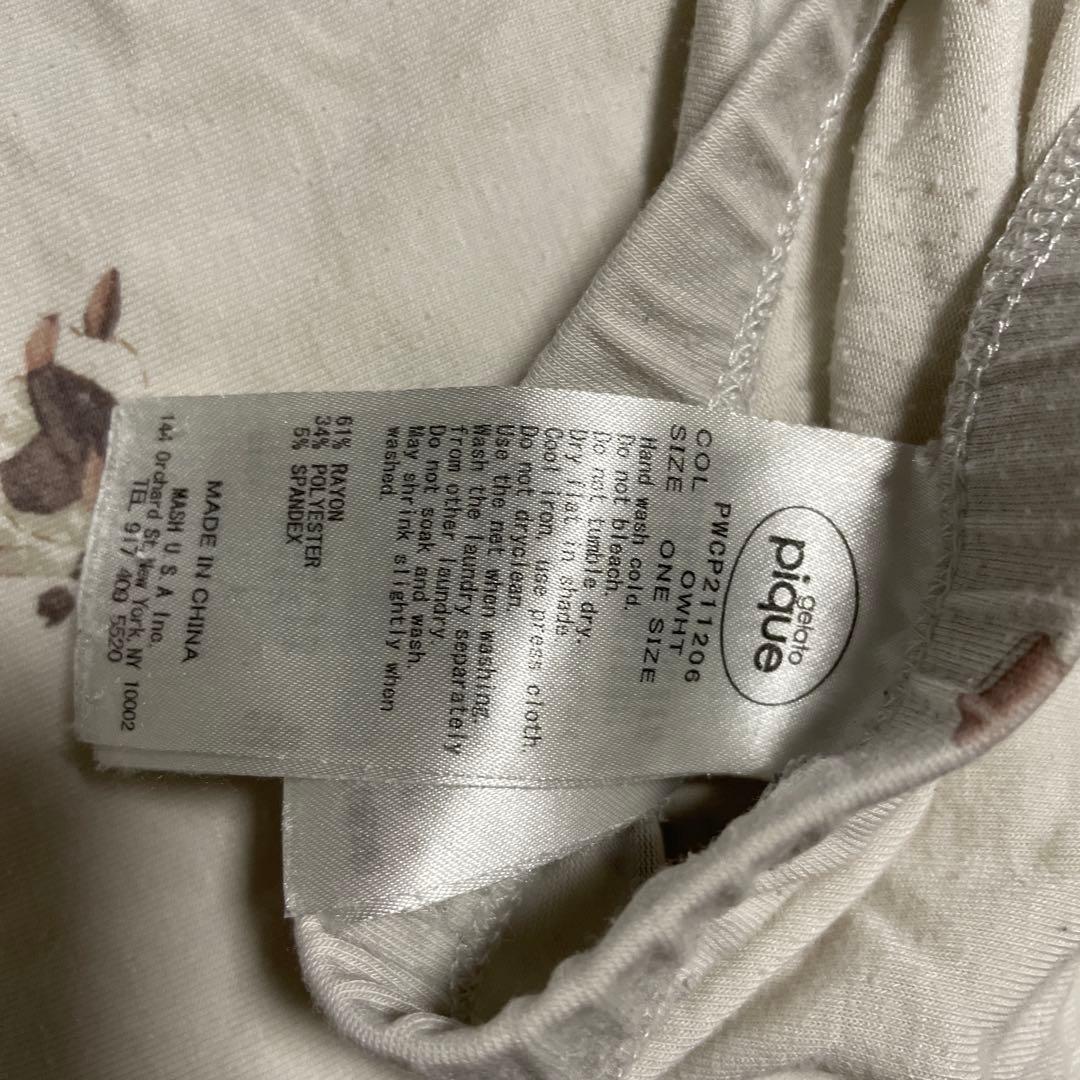 gelato
pique
PWCP211206
COL OWHT
SIZE ONE SIZE
Hand wash cold.
Do not bleach.
Do not tumble dry.
Dry flat in shade
Cool iron, use press cloth
Do not dryclean.
Use the net when washing.
Wash the laundry separately
from other laundry
Do not soak and wash.
May shrink slightly when
washed.
61% RAYON
34% POLYESTER
5% SPANDEX
MADE IN CHINA
MASH U S A Inc.
144 Orchard St, New York, NY 10002
TEL 917 409 5520